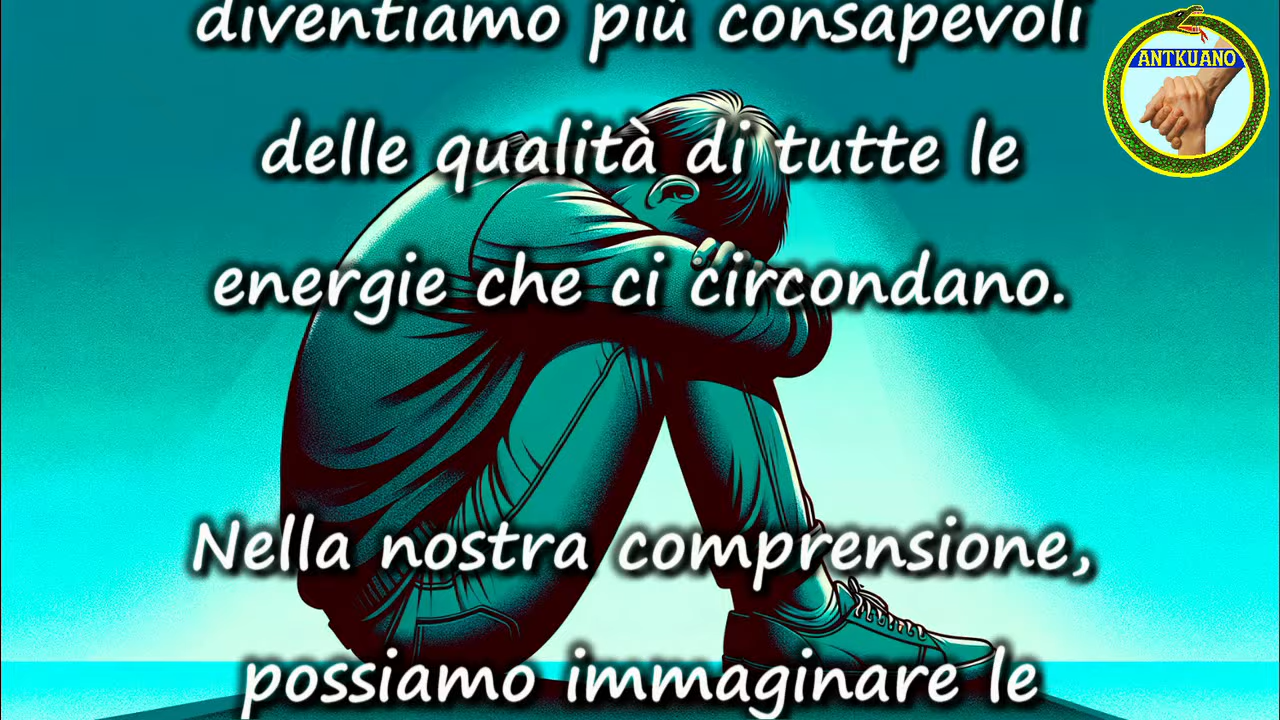 diventiamo più consapevoli
ANTKUANO
delle qualità di tutte le
energie che ci circondano.
Nella nostra comprensione,
possiamo immaginare le